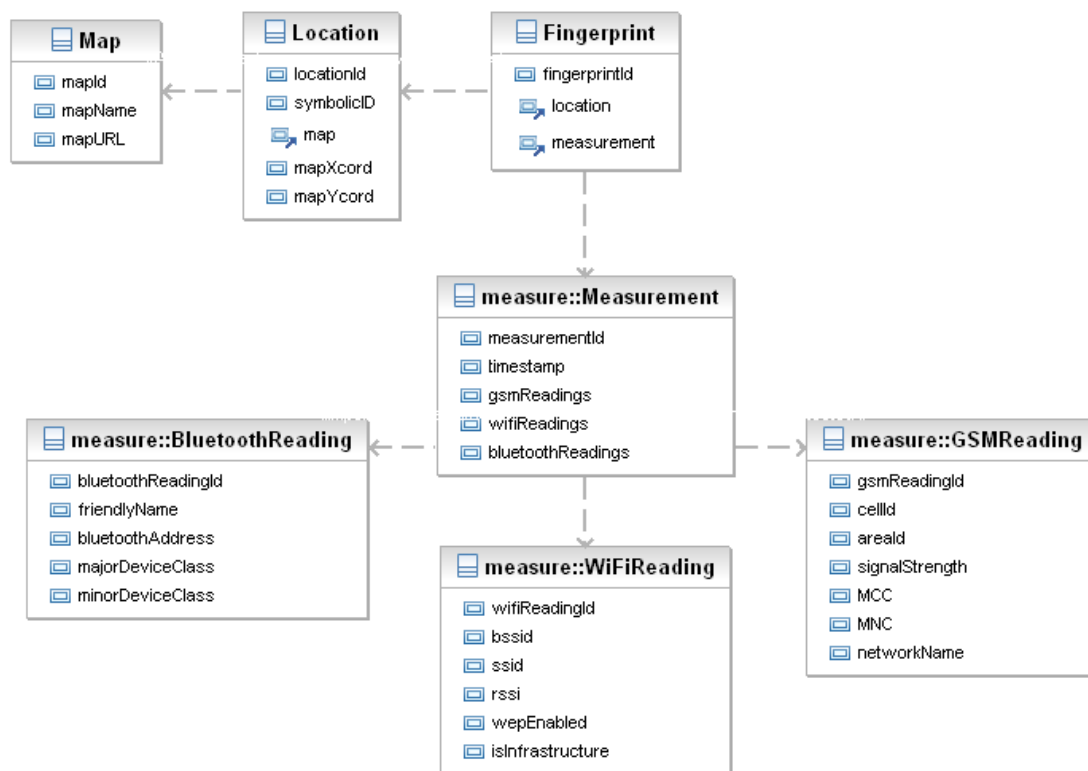 Map
mapId
mapName
mapURL
Location
locationId
symbolicID
map
mapXcord
mapYcord
Fingerprint
fingerprintId
location
measurement
measure::Measurement
measurementId
timestamp
gsmReadings
wifiReadings
bluetoothReadings
measure::BluetoothReading
bluetoothReadingId
friendlyName
bluetoothAddress
majorDeviceClass
minorDeviceClass
measure::WiFiReading
wifiReadingId
bssid
ssid
rssi
wepEnabled
isInfrastructure
measure::GSMReading
gsmReadingId
cellId
areaId
signalStrength
MCC
MNC
networkName